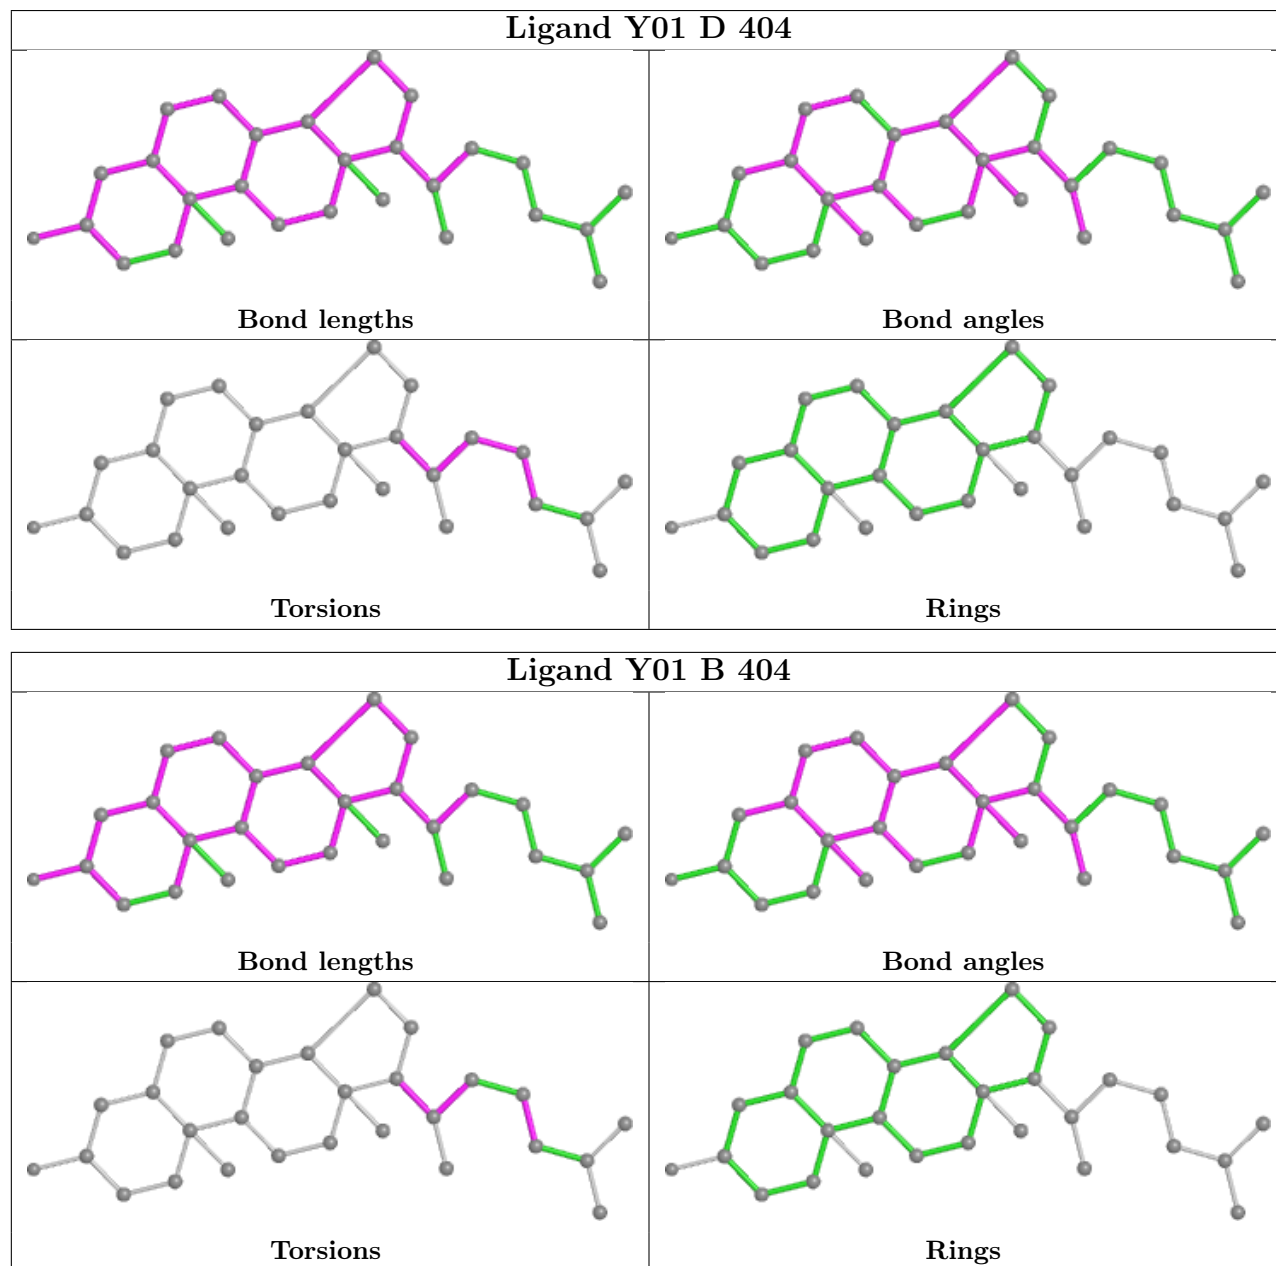 Ligand Y01 D 404
Bond lengths
Bond angles
Torsions
Rings
Ligand Y01 B 404
Bond lengths
Bond angles
Torsions
Rings